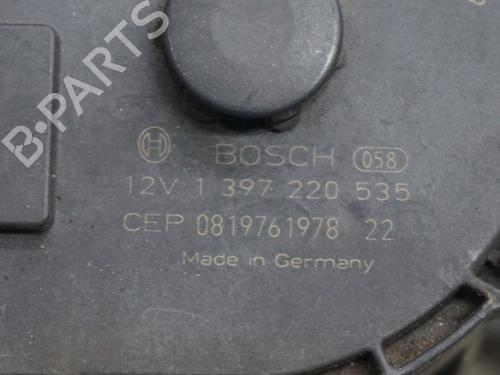 B-PARTS
BOSCH 058
12V 1 397 220 535
CEP 0819761978 22
Made in Germany